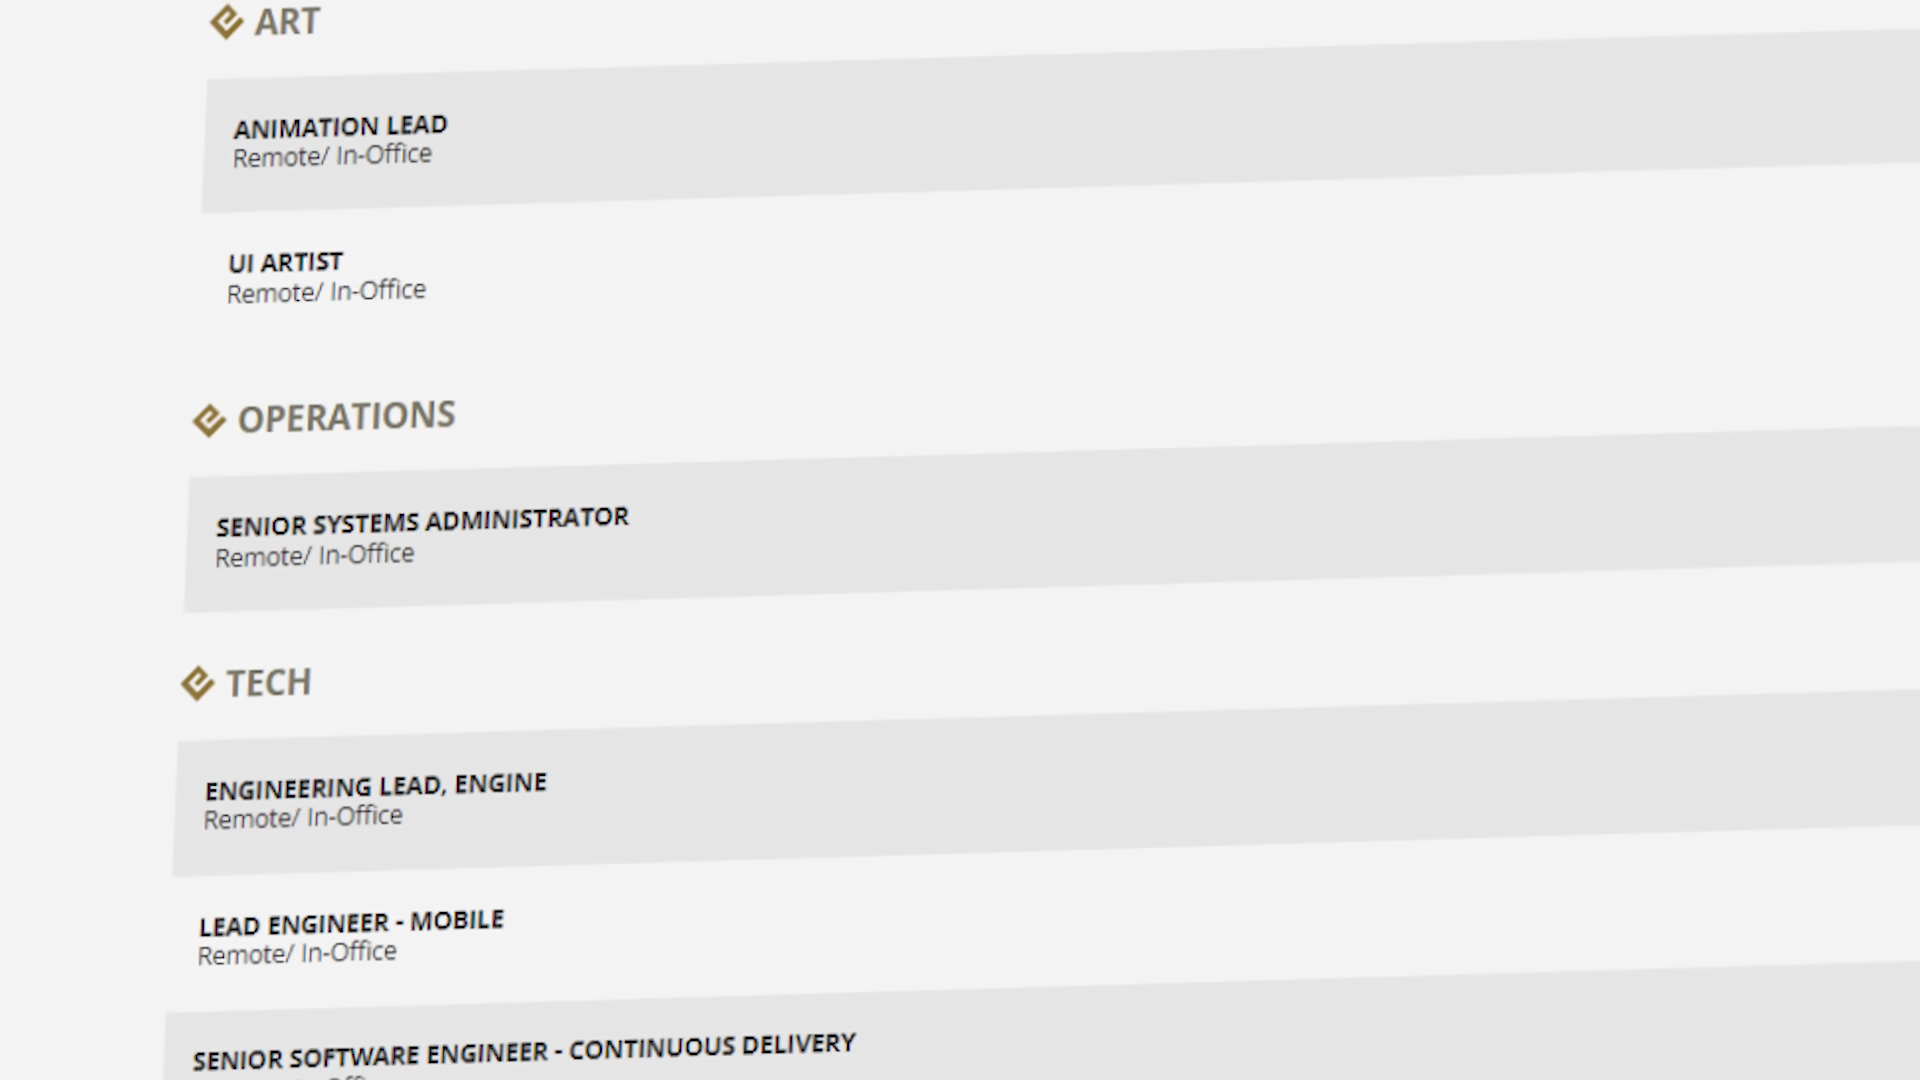 ART
ANIMATION LEAD
Remote/ In-Office
UI ARTIST
Remote/ In-Office
OPERATIONS
SENIOR SYSTEMS ADMINISTRATOR
Remote/ In-Office
TECH
ENGINEERING LEAD, ENGINE
Remote/ In-Office
LEAD ENGINEER - MOBILE
Remote/ In-Office
SENIOR SOFTWARE ENGINEER - CONTINUOUS DELIVERY